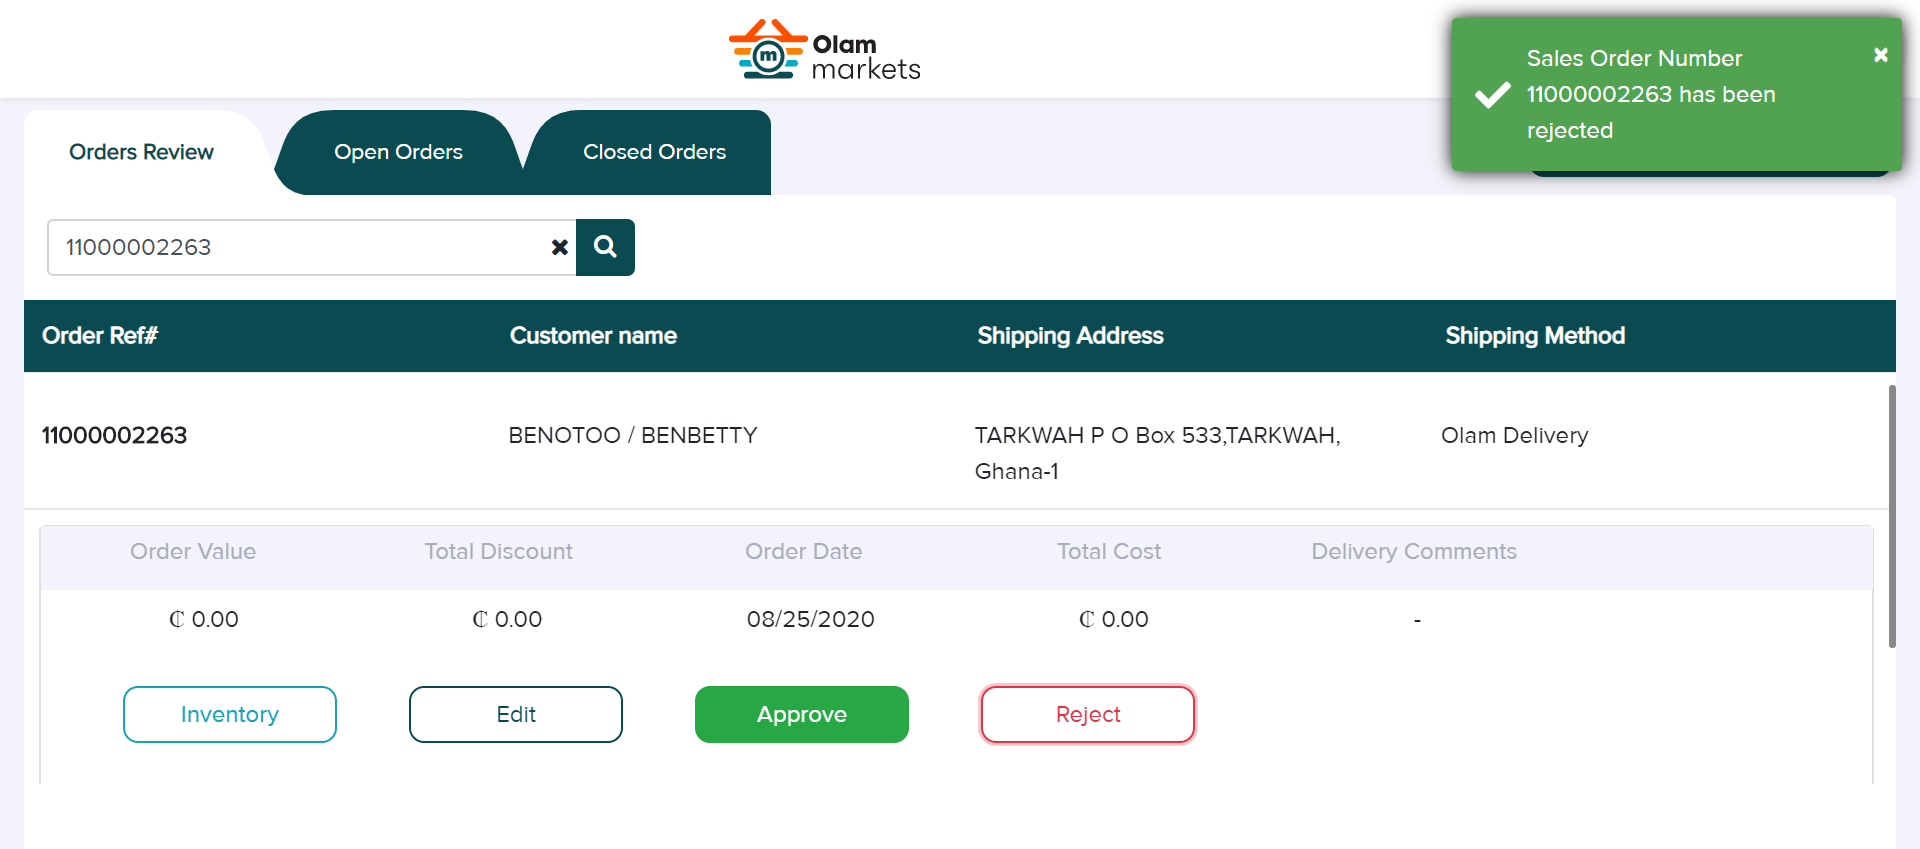 m
Olam
markets
Sales Order Number
11000002263 has been
rejected
Orders Review
Open Orders
Closed Orders
11000002263
Order Ref#
Customer name
Shipping Address
Shipping Method
11000002263
BENOTOO / BENBETTY
TARKWAH P O Box 533,TARKWAH,
Ghana-1
Olam Delivery
Order Value
Total Discount
Order Date
Total Cost
Delivery Comments
₵ 0.00
₵ 0.00
08/25/2020
₵ 0.00
-
Inventory
Edit
Approve
Reject